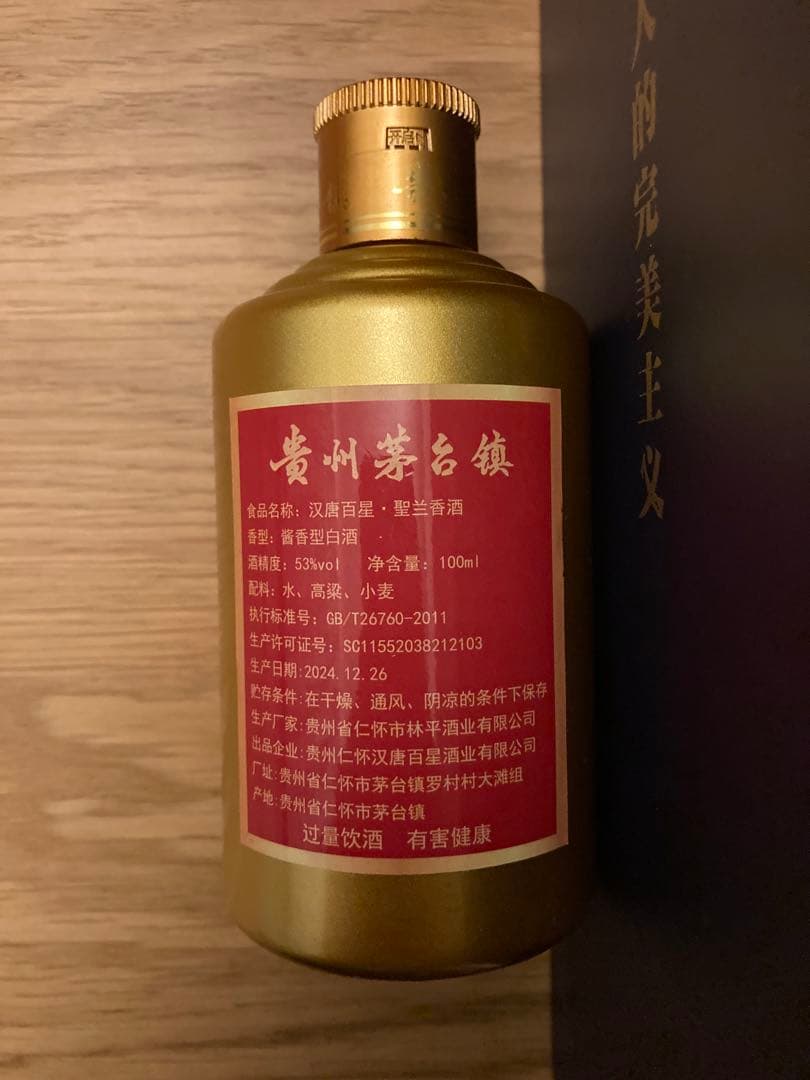 开启
贵州茅台镇
食品名称：汉唐百星·聖兰香酒
香型：酱香型白酒
酒精度：53%vol 净含量：100ml
配料：水、高粱、小麦
执行标准号：GB/T26760-2011
生产许可证号：SC11552038212103
生产日期:2024.12.26
贮存条件:在干燥、通风、阴凉的条件下保存
生产厂家:贵州省仁怀市林平酒业有限公司
出品企业:贵州仁怀汉唐百星酒业有限公司
厂址:贵州省仁怀市茅台镇罗村村大滩组
产地:贵州省仁怀市茅台镇
过量饮酒 有害健康
人的完美主义